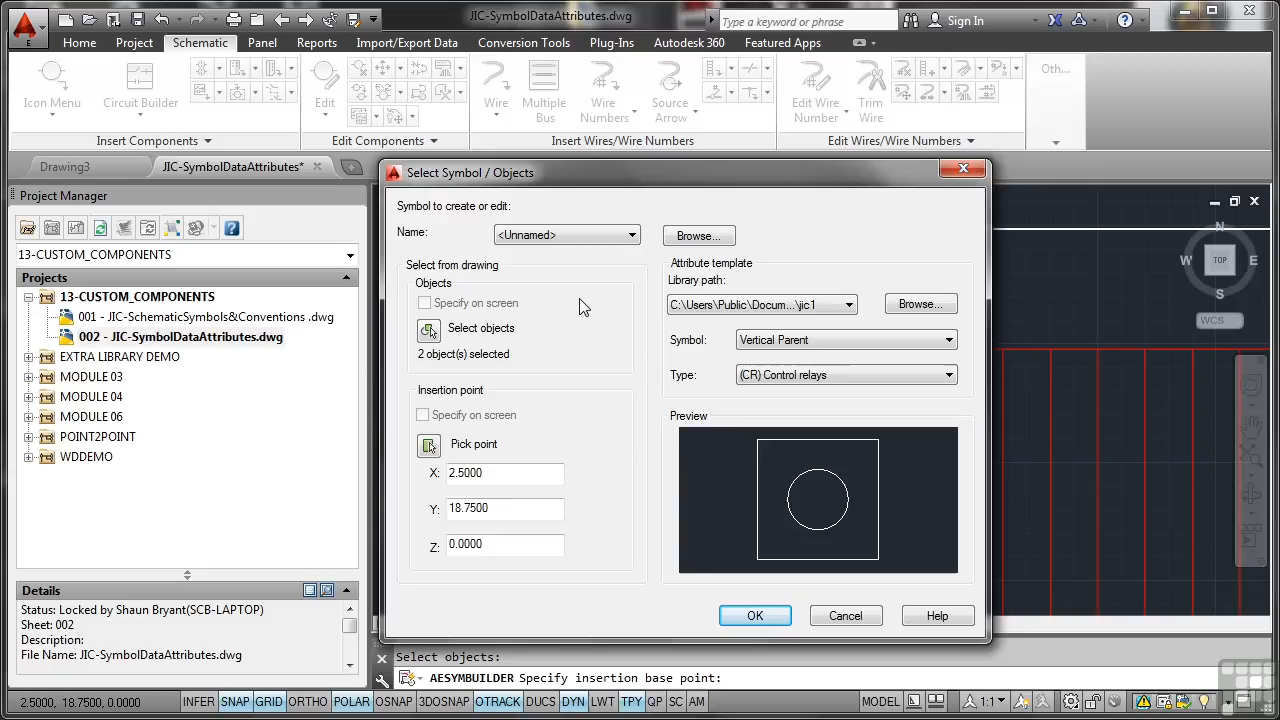 JIC-SymbolDataAttributes.dwg
Type a keyword or phrase
Sign In
E
Home Project Schematic Panel Reports Import/Export Data Conversion Tools Plug-Ins Autodesk 360 Featured Apps
Icon Menu
Circuit Builder
Edit
Wire
Multiple Bus
Wire Numbers
Source Arrow
Edit Wire Number
Trim Wire
Oth...
Insert Components
Edit Components
Insert Wires/Wire Numbers
Edit Wires/Wire Numbers
Drawing3
JIC-SymbolDataAttributes*
Project Manager
13-CUSTOM_COMPONENTS
Projects
13-CUSTOM_COMPONENTS
001 - JIC-SchematicSymbols&Conventions .dwg
002 - JIC-SymbolDataAttributes.dwg
EXTRA LIBRARY DEMO
MODULE 03
MODULE 04
MODULE 06
POINT2POINT
WDDEMO
Details
Status: Locked by Shaun Bryant(SCB-LAPTOP)
Sheet: 002
Description:
File Name: JIC-SymbolDataAttributes.dwg
Select Symbol / Objects
Symbol to create or edit:
Name:
<Unnamed>
Browse...
Select from drawing
Objects
Specify on screen
Select objects
2 object(s) selected
Insertion point
Specify on screen
Pick point
X: 2.5000
Y: 18.7500
Z: 0.0000
Attribute template
Library path:
C:\Users\Public\Docum...\jic1
Browse...
Symbol: Vertical Parent
Type: (CR) Control relays
Preview
OK
Cancel
Help
N
W TOP E
S
WCS
Select objects:
AESYMBUILDER Specify insertion base point:
2.5000, 18.7500, 0.0000
INFER SNAP GRID ORTHO POLAR OSNAP 3DOSNAP OTRACK DUCS DYN LWT TPY QP SC AM
MODEL
1:1